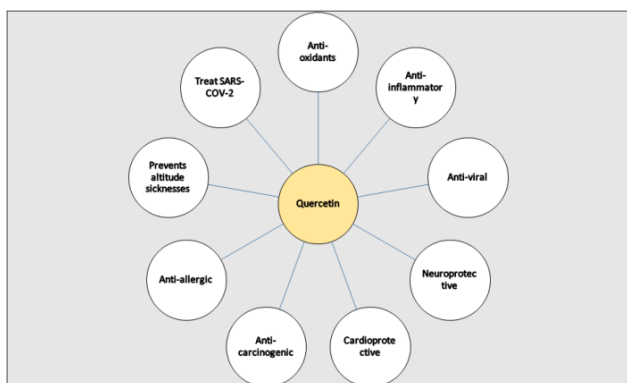 Anti-
oxidants
Anti-
inflammator
y
Anti-viral
Neuroprotec
tive
Cardioprote
ctive
Anti-
carcinogenic
Anti-allergic
Prevents
altitude
sicknesses
Treat SARS-
COV-2
Quercetin